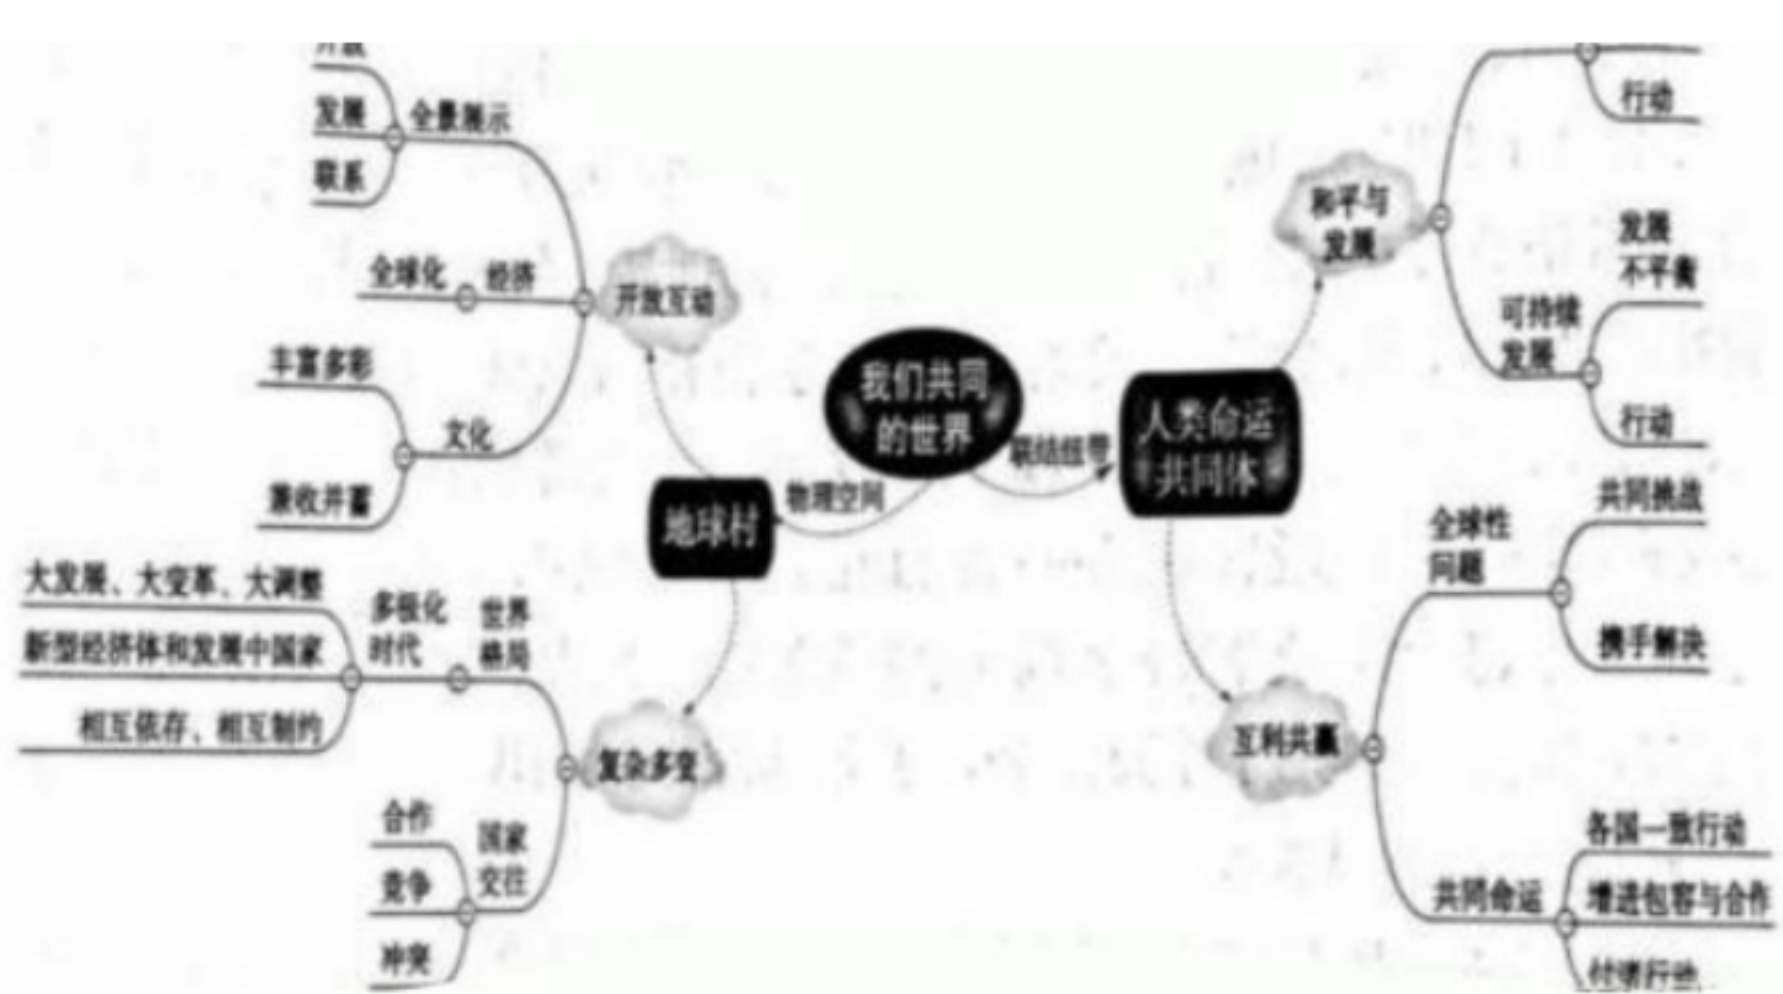 发展
全景展示
联系
全球化
经济
开放互动
丰富多彩
文化
兼收并蓄
我们共同
的世界
物理空间
联结纽带
地球村
人类命运
共同体
大发展、大变革、大调整
新型经济体和发展中国家
相互依存、相互制约
多极化
时代
世界
格局
复杂多变
合作
竞争
冲突
国家
交往
行动
和平与
发展
发展
不平衡
可持续
发展
行动
共同挑战
全球性
问题
携手解决
互利共赢
各国一致行动
共同命运
增进包容与合作
付诸行动